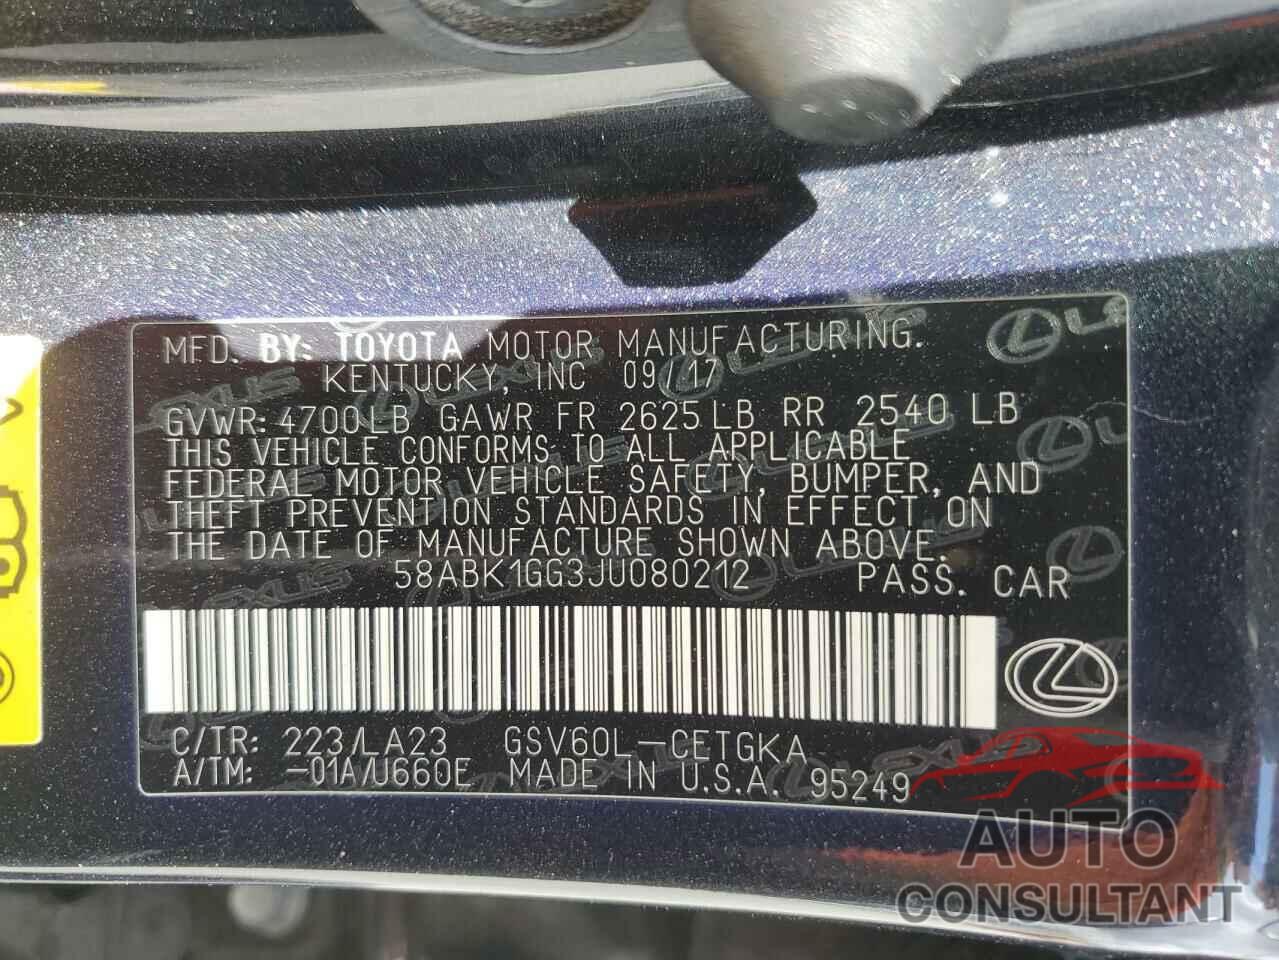 MFD. BY: TOYOTA MOTOR MANUFACTURING.
KENTUCKY, INC 09/17
GVWR: 4700LB GAWR FR 2625LB RR 2540 LB
THIS VEHICLE CONFORMS TO ALL APPLICABLE
FEDERAL MOTOR VEHICLE SAFETY, BUMPER, AND
THEFT PREVENTION STANDARDS IN EFFECT ON
THE DATE OF MANUFACTURE SHOWN ABOVE.
58ABK1GG3JU080212 PASS. CAR
C/TR: 223/LA23 GSV60L-CETGKA
A/TM: -01A/U660E MADE IN U.S.A. 95249
AUTO
CONSULTANT